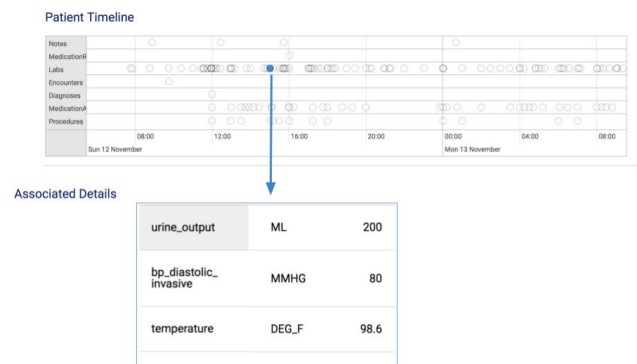 Patient Timeline
Notes
MedicationR
Labs
Encounters
Diagnoses
MedicationA
Procedures
08:00 12:00 16:00 20:00 00:00 04:00 08:00
Sun 12 November Mon 13 November
Associated Details
urine_output ML 200
bp_diastolic_
invasive MMHG 80
temperature DEG_F 98.6